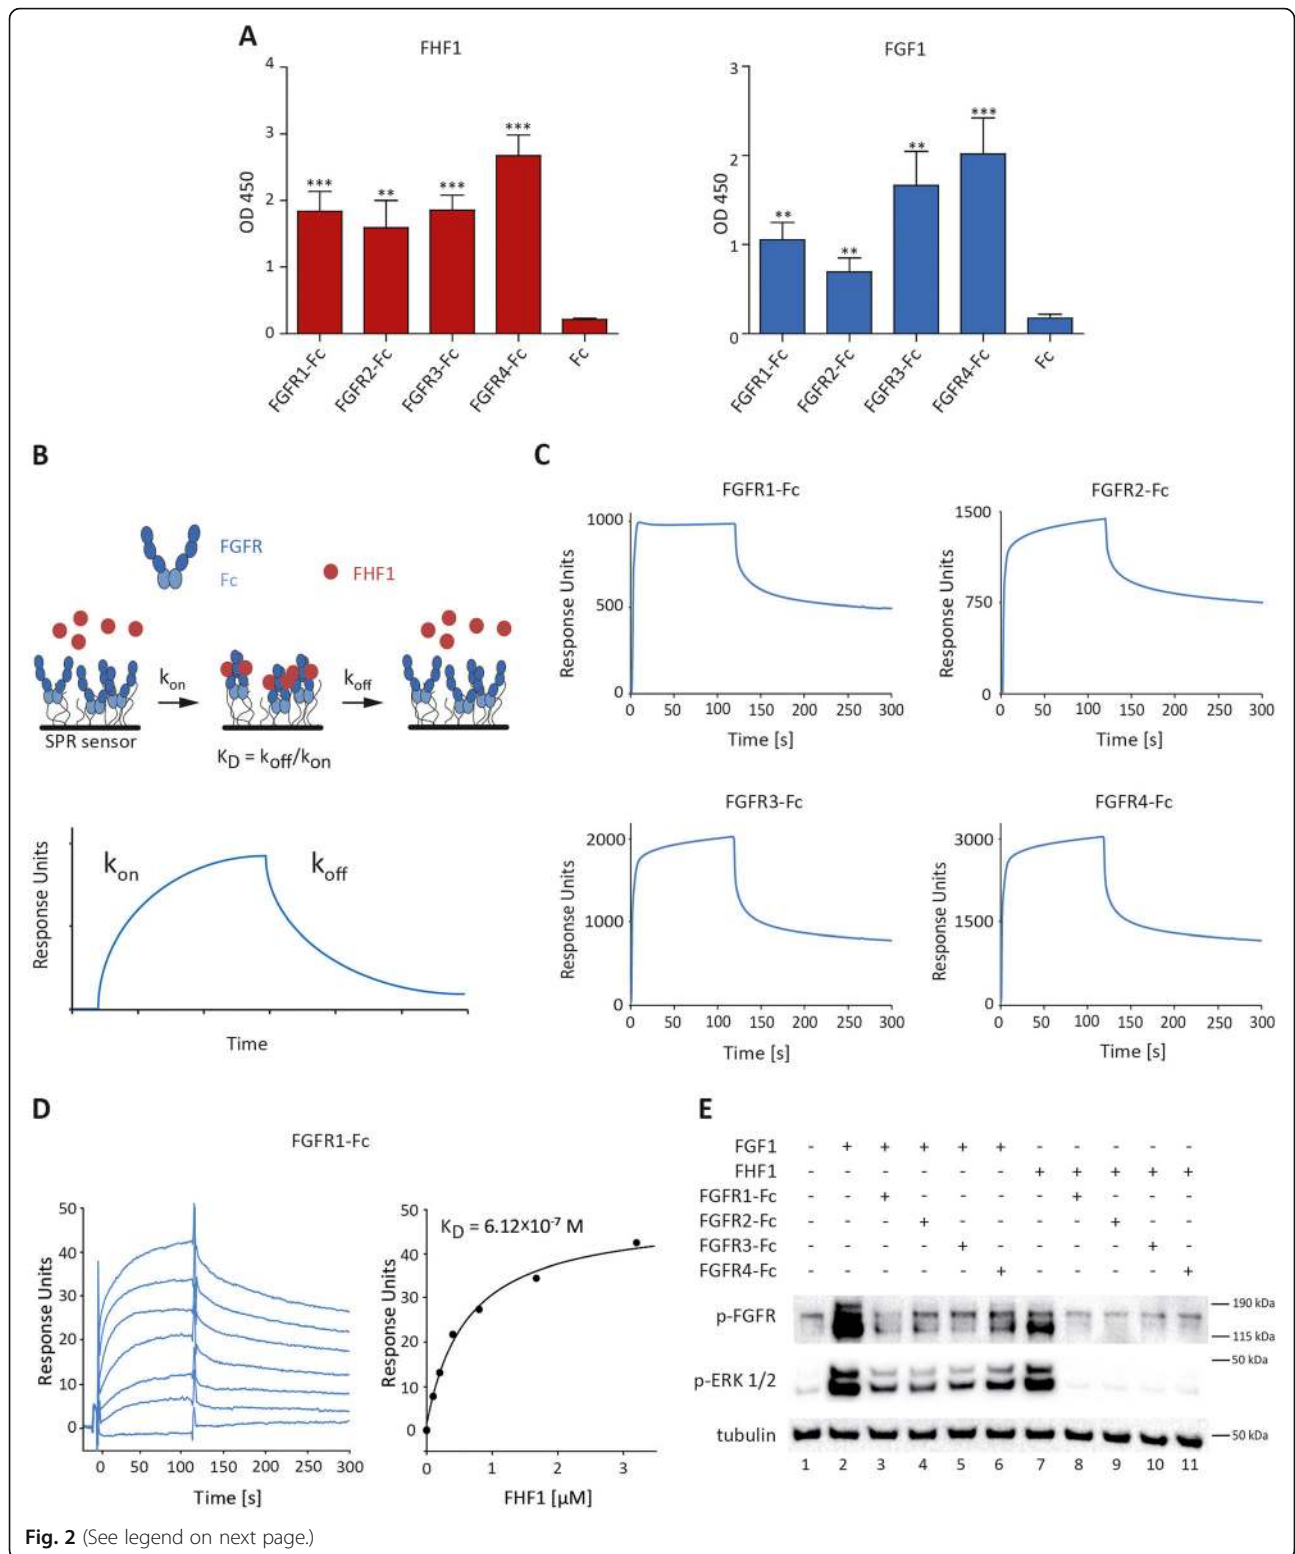 A
FHF1
4
3
2
1
0
OD 450
***
**
***
***
FGFR1-Fc
FGFR2-Fc
FGFR3-Fc
FGFR4-Fc
Fc
FGF1
3
2
1
0
OD 450
**
**
**
***
FGFR1-Fc
FGFR2-Fc
FGFR3-Fc
FGFR4-Fc
Fc
B
FGFR
Fc
FHF1
kon
koff
SPR sensor
KD = koff/kon
Response Units
kon
koff
Time
C
FGFR1-Fc
1000
500
0
Response Units
0 50 100 150 200 250 300
Time [s]
FGFR2-Fc
1500
750
0
Response Units
0 50 100 150 200 250 300
Time [s]
FGFR3-Fc
2000
1000
0
Response Units
0 50 100 150 200 250 300
Time [s]
FGFR4-Fc
3000
1500
0
Response Units
0 50 100 150 200 250 300
Time [s]
D
FGFR1-Fc
50
40
30
20
10
0
Response Units
0 50 100 150 200 250 300
Time [s]
50
40
30
20
10
0
Response Units
KD = 6.12×10-7 M
0 1 2 3
FHF1 [µM]
E
FGF1 - + + + + + - - - - -
FHF1 - - - - - - + + + + +
FGFR1-Fc - - + - - - - + - - -
FGFR2-Fc - - - + - - - - + - -
FGFR3-Fc - - - - + - - - - + -
FGFR4-Fc - - - - - + - - - - +
p-FGFR
190 kDa
115 kDa
p-ERK 1/2
50 kDa
tubulin
50 kDa
1 2 3 4 5 6 7 8 9 10 11
Fig. 2 (See legend on next page.)